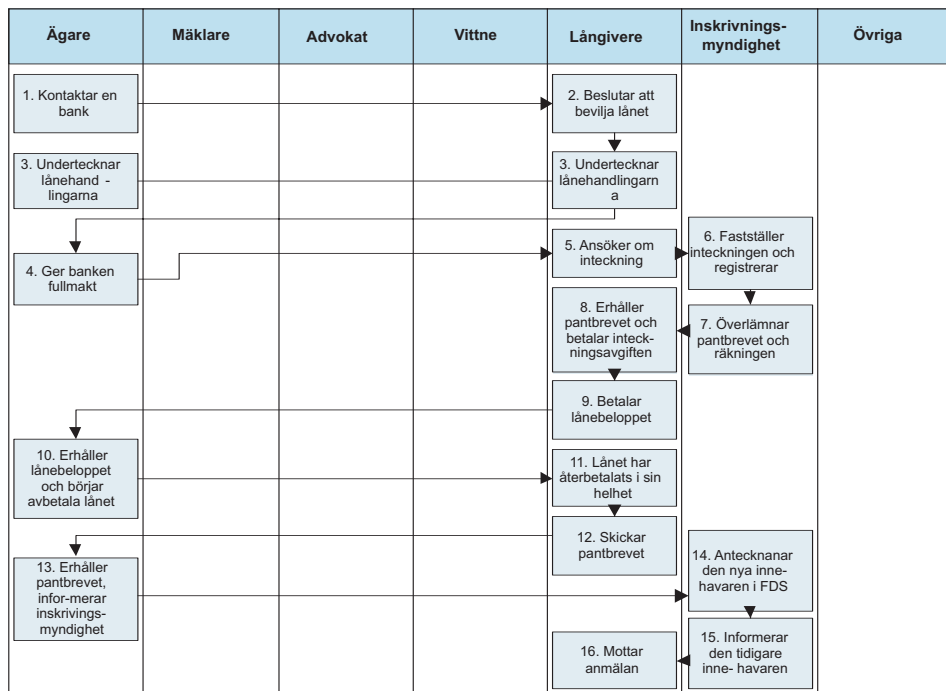 Ägare
Mäklare
Advokat
Vittne
Långivere
Inskrivnings-
myndighet
Övriga
1. Kontaktar en
bank
2. Beslutar att
bevilja lånet
3. Undertecknar
lånehand -
lingarna
3. Undertecknar
lånehandlingarn
a
4. Ger banken
fullmakt
5. Ansöker om
inteckning
6. Fastställer
inteckningen och
registrerar
7. Överlämnar
pantbrevet och
räkningen
8. Erhåller
pantbrevet och
betalar inteck-
ningsavgiften
9. Betalar
lånebeloppet
10. Erhåller
lånebeloppet
och börjar
avbetala lånet
11. Lånet har
återbetalats i sin
helhet
12. Skickar
pantbrevet
13. Erhåller
pantbrevet,
infor-merar
inskrivings-
myndighet
14. Antecknanar
den nya inne-
havaren i FDS
15. Informerar
den tidigare
inne- havaren
16. Mottar
anmälan